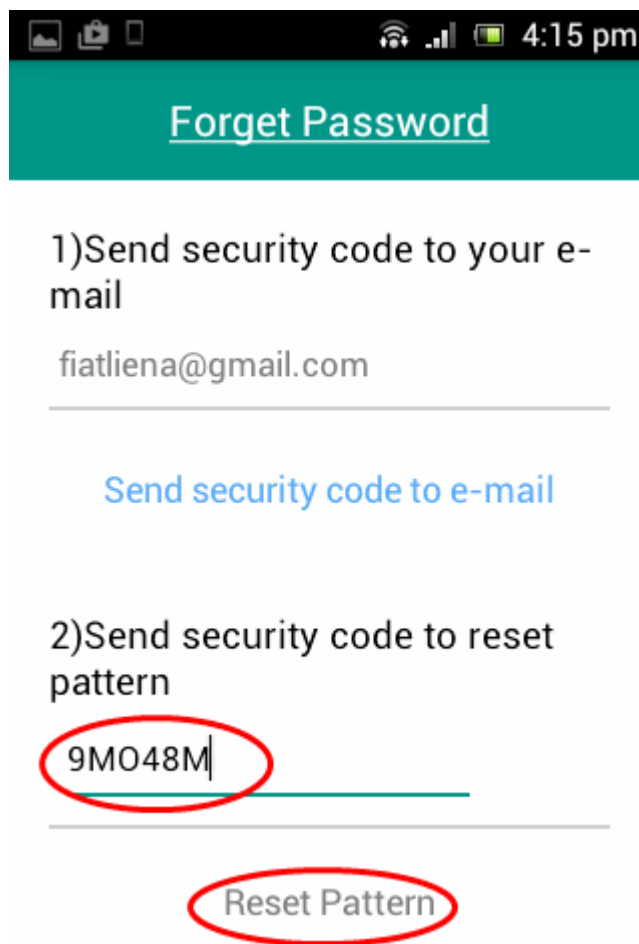 4:15 pm
Forget Password
1)Send security code to your e-
mail
fiatliena@gmail.com
Send security code to e-mail
2)Send security code to reset
pattern
9MO48M
Reset Pattern